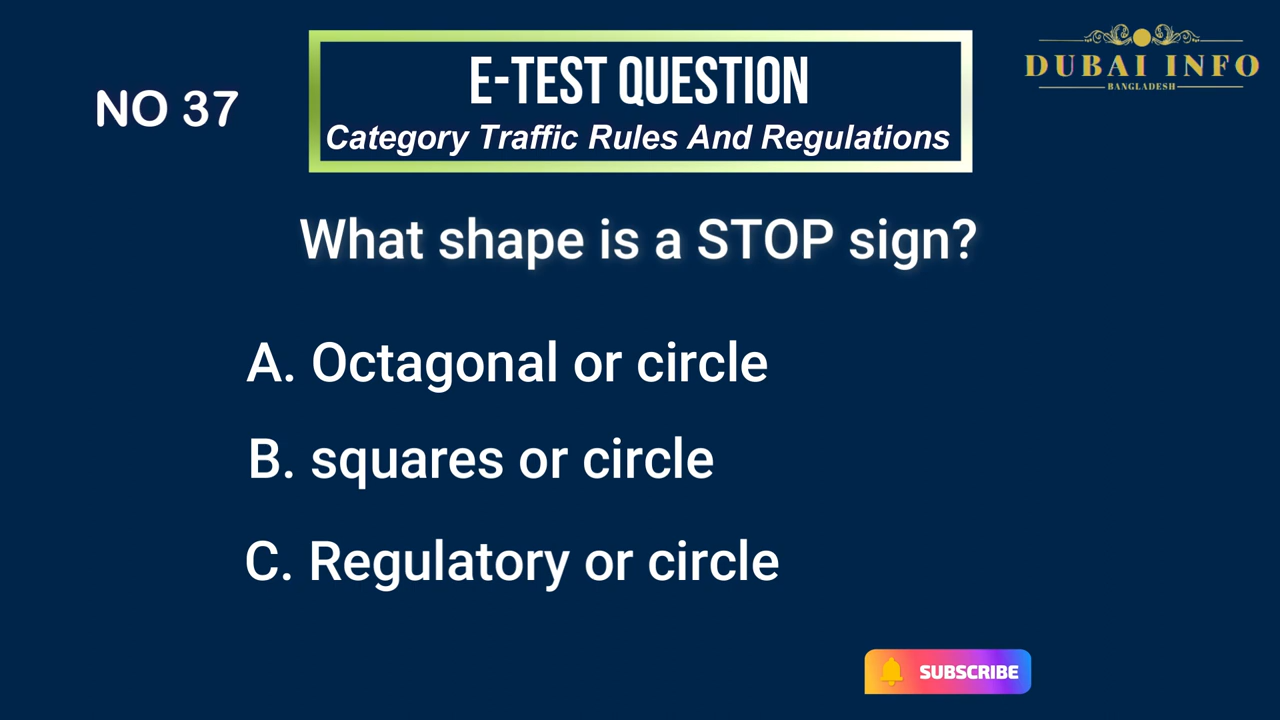 NO 37
E-TEST QUESTION
Category Traffic Rules And Regulations
DUBAI INFO
BANGLADESH
What shape is a STOP sign?
A. Octagonal or circle
B. squares or circle
C. Regulatory or circle
SUBSCRIBE